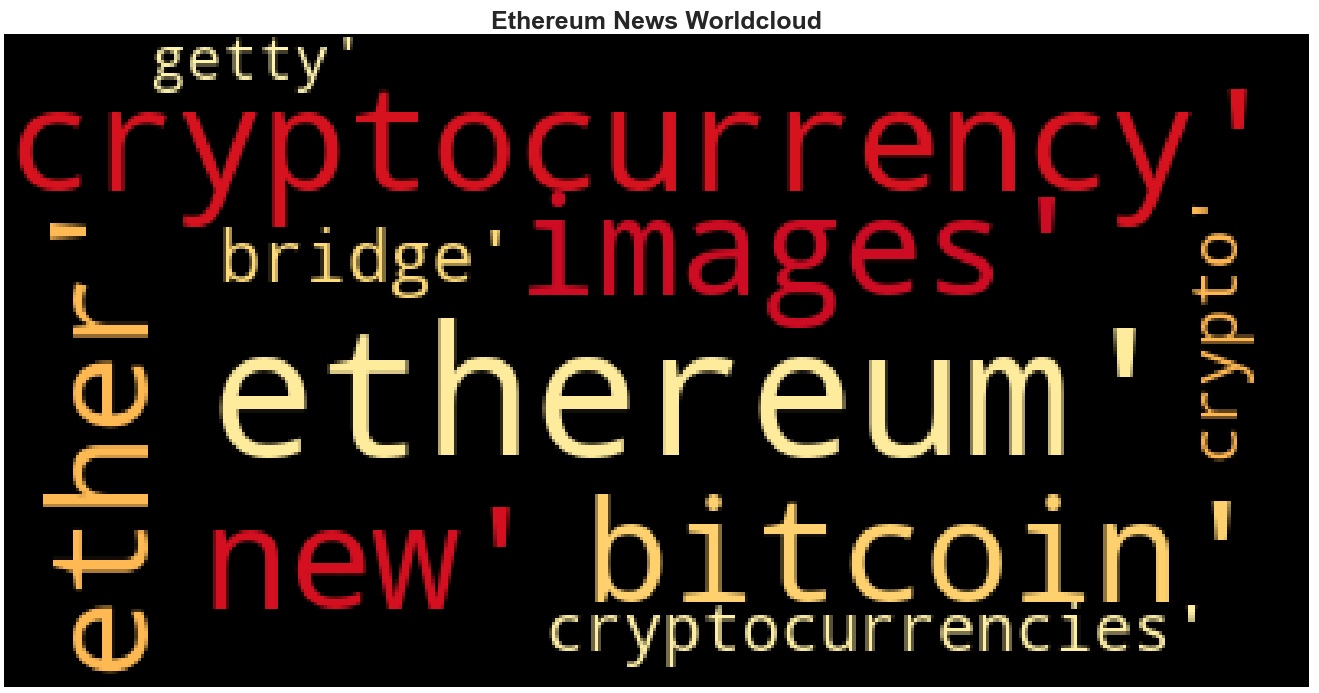 Ethereum News Worldcloud
getty'
cryptocurrency'
bridge'
images'
crypto'
ether'
ethereum'
new'
bitcoin'
cryptocurrencies'